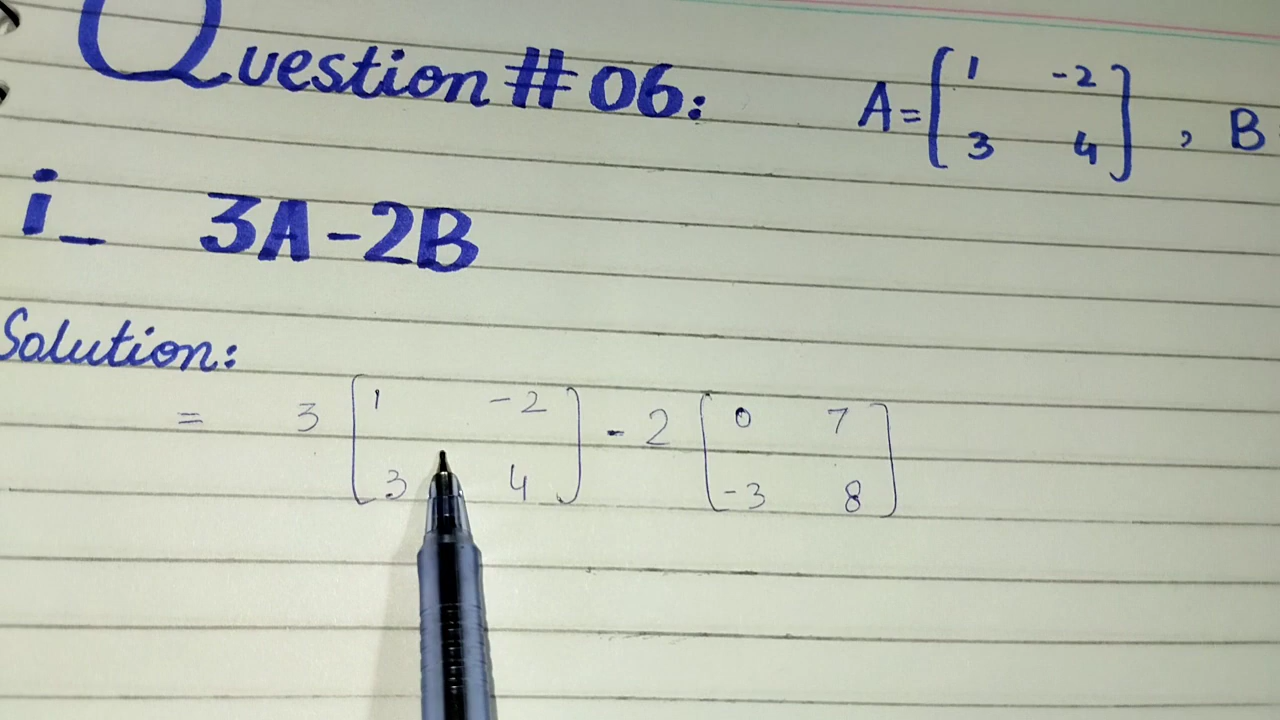 Question # 06: A = [1 -2
3 4], B
i_ 3A-2B
Solution:
= 3 [1 -2 - 2 [0 7
3 4] -3 8]